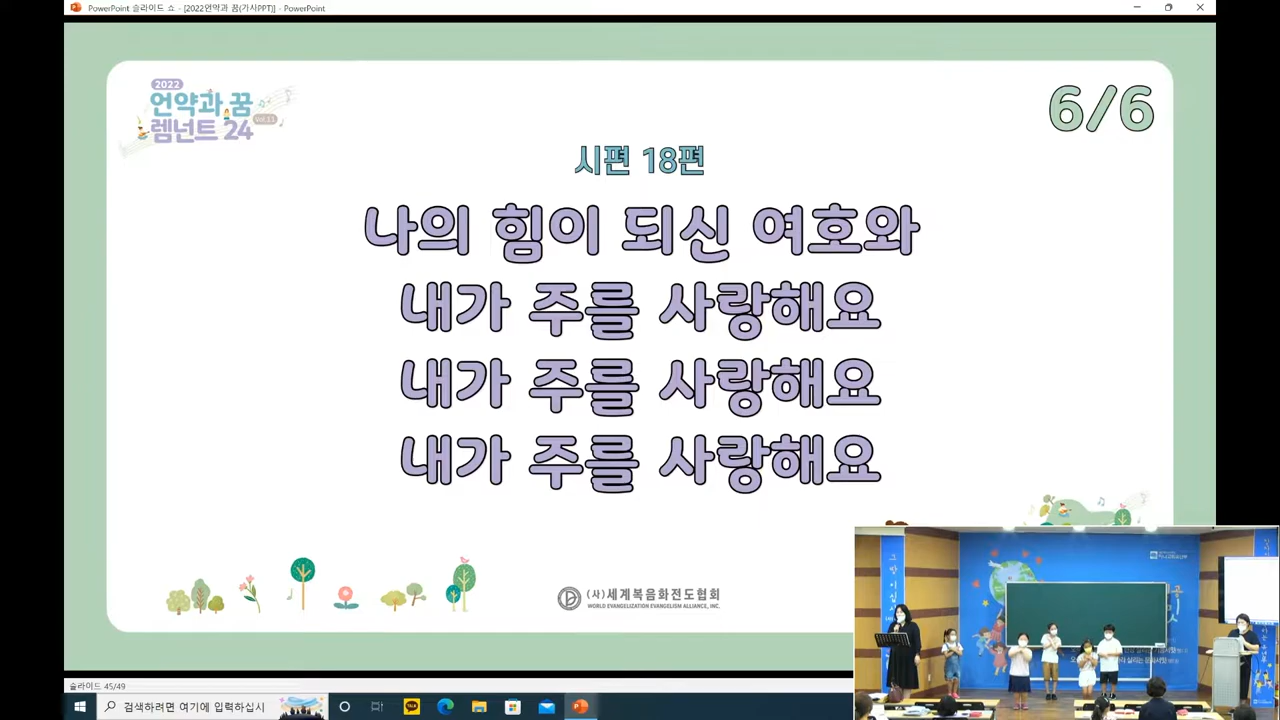 PowerPoint 슬라이드 쇼 - [2022언약과 꿈(가사PPT)] - PowerPoint
2022
언약과 꿈
렘넌트 24
Vol.11
6/6
시편 18편
나의 힘이 되신 여호와
내가 주를 사랑해요
내가 주를 사랑해요
내가 주를 사랑해요
(사)세계복음화전도협회
WORLD EVANGELIZATION EVANGELISM ALLIANCE, INC.
슬라이드 45/49
검색하려면 여기에 입력하십시
TALK